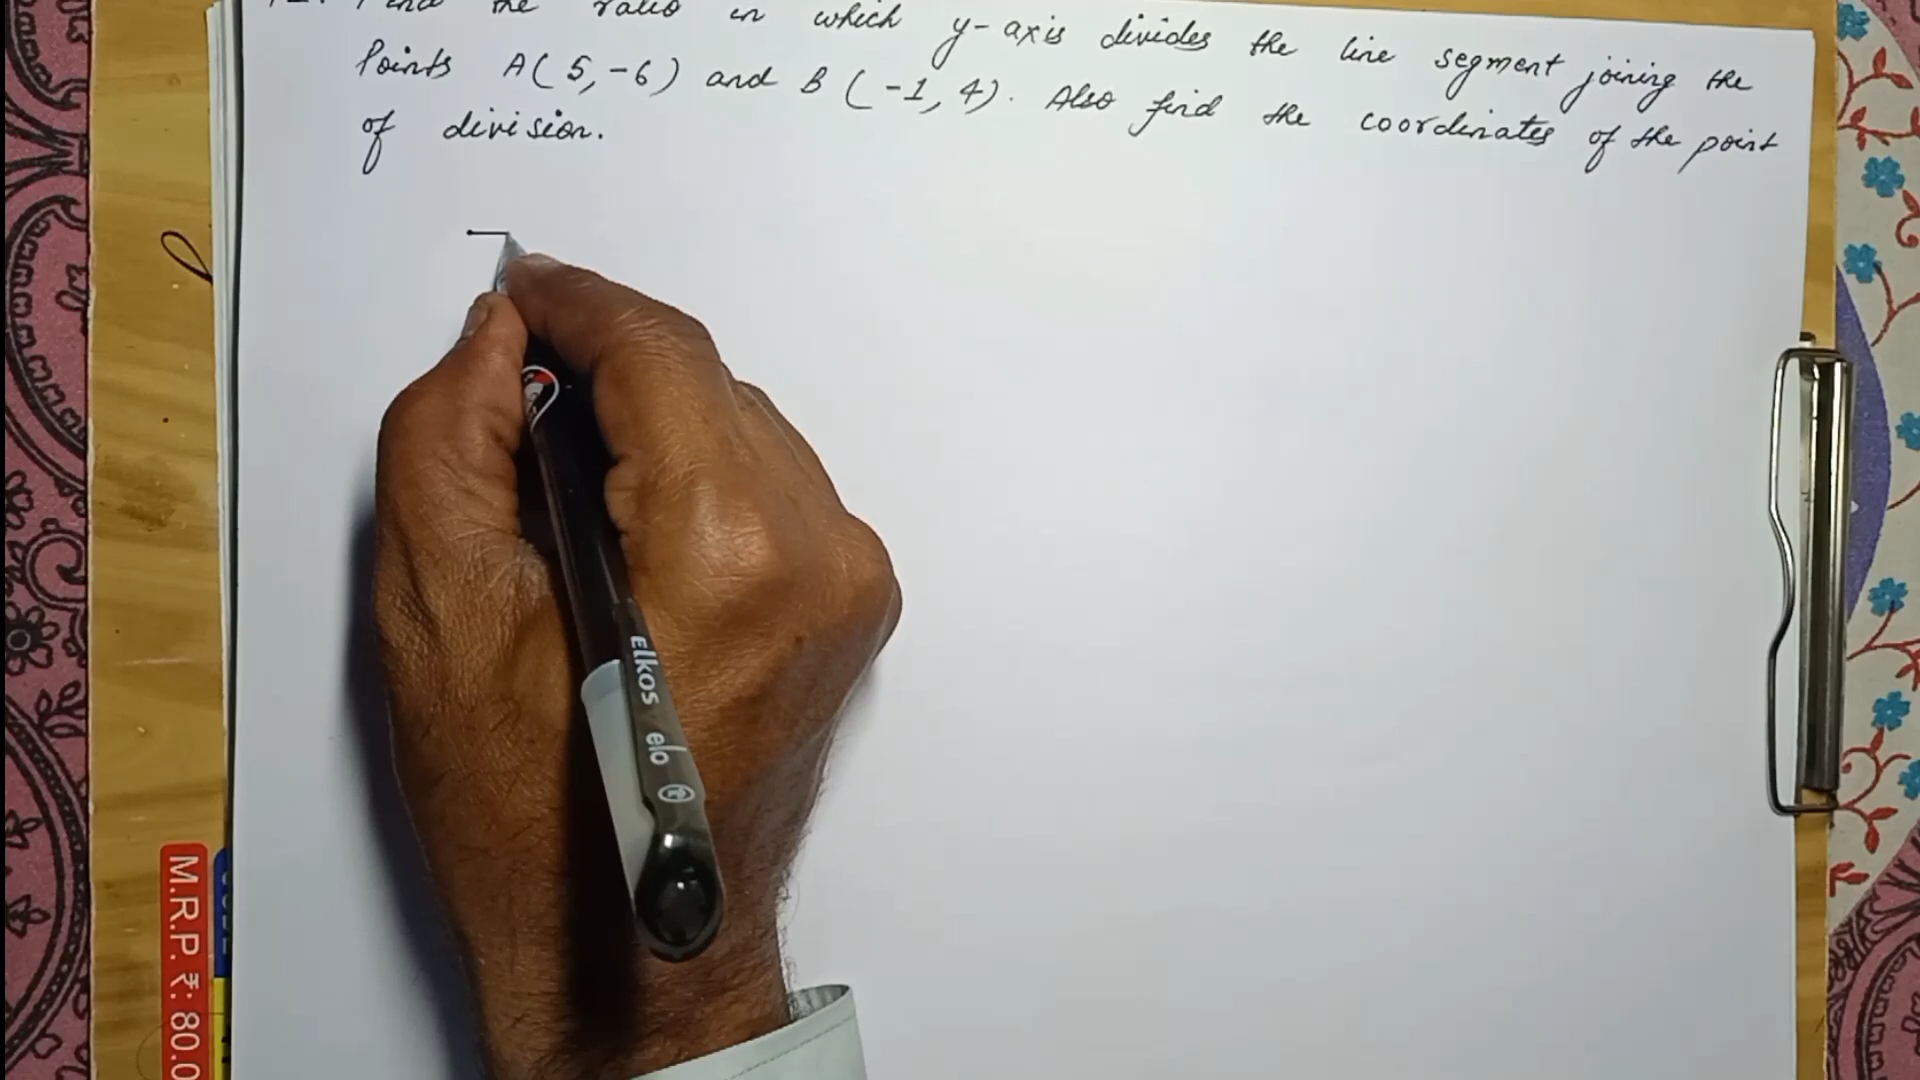 Find the ratio in which y-axis divides the line segment joining the
Points A(5,-6) and B(-1,4). Also find the coordinates of the point
of division.
Elkos elo
M.R.P. ₹: 80.0